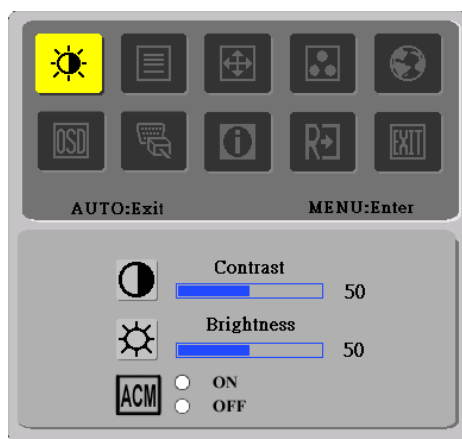 OSD
R
EXIT
AUTO:Exit MENU:Enter
Contrast
50
Brightness
50
ACM ON
OFF